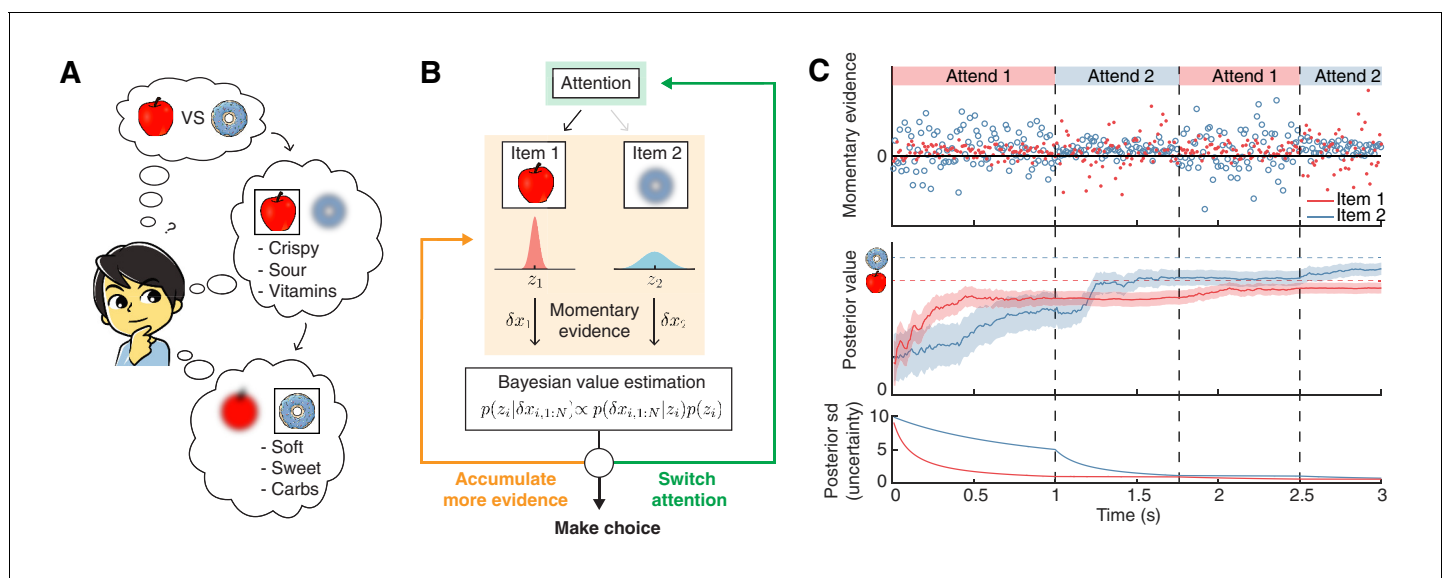 A
VS
?
- Crispy
- Sour
- Vitamins
- Soft
- Sweet
- Carbs
B
Attention
Item 1
Item 2
z₁
z₂
δx₁
Momentary
evidence
δx₂
Bayesian value estimation
p(zᵢ|δxᵢ,₁:N) ∝ p(δxᵢ,₁:N|zᵢ)p(zᵢ)
Accumulate
more evidence
Switch
attention
Make choice
C
Attend 1
Attend 2
Attend 1
Attend 2
Momentary evidence
0
Item 1
Item 2
Posterior value
0
Posterior sd
(uncertainty)
10
5
0
0
0.5
1
1.5
2
2.5
3
Time (s)